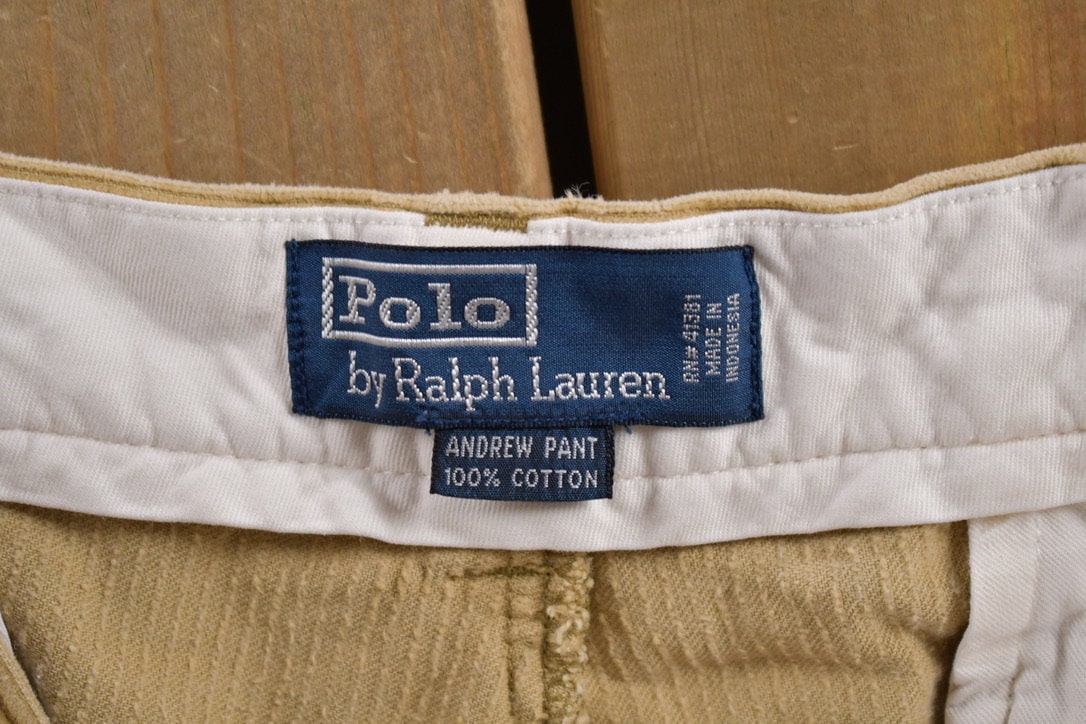 Polo
by Ralph Lauren
RN# 41381
MADE IN
INDONESIA
ANDREW PANT
100% COTTON